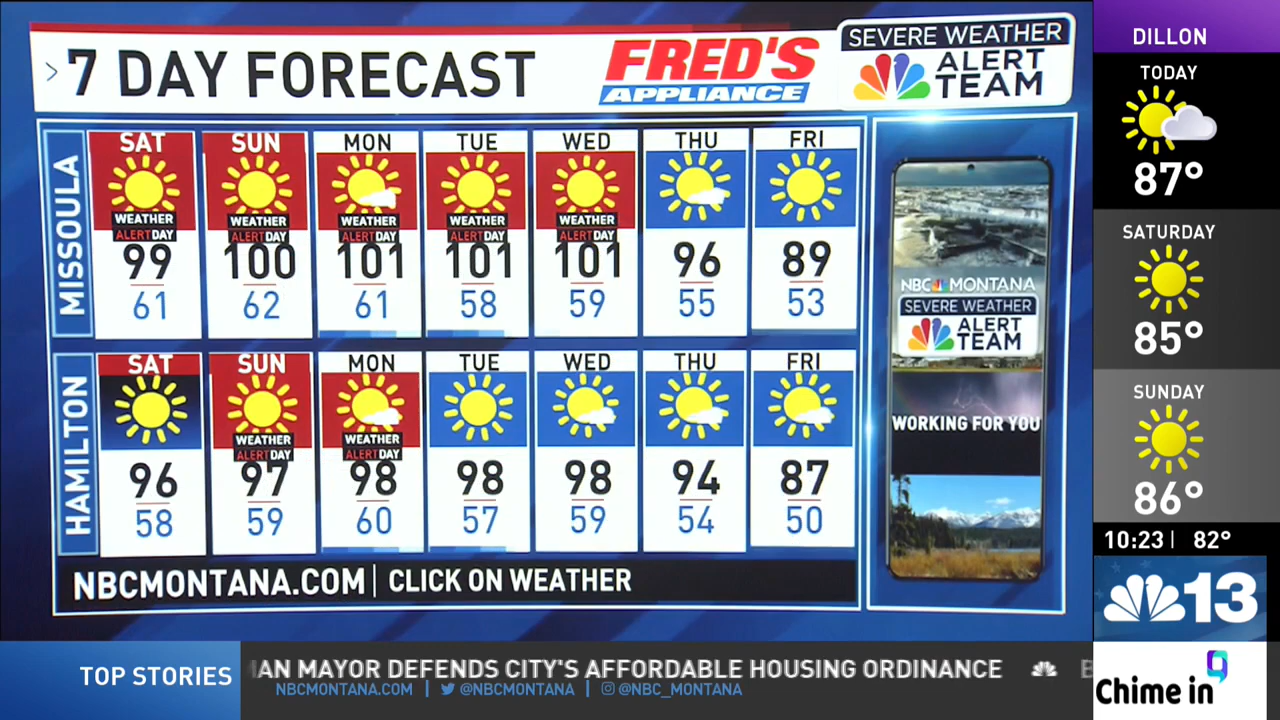 > 7 DAY FORECAST
FRED'S
APPLIANCE
SEVERE WEATHER
ALERT
TEAM
MISSOULA
SAT SUN MON TUE WED THU FRI
WEATHER WEATHER WEATHER WEATHER WEATHER
ALERT DAY ALERT DAY ALERT DAY ALERT DAY ALERT DAY
99 100 101 101 101 96 89
61 62 61 58 59 55 53
HAMILTON
SAT SUN MON TUE WED THU FRI
WEATHER WEATHER
ALERT DAY ALERT DAY
96 97 98 98 98 94 87
58 59 60 57 59 54 50
NBCMONTANA.COM | CLICK ON WEATHER
NBC MONTANA
SEVERE WEATHER
ALERT
TEAM
WORKING FOR YOU
DILLON
TODAY
87°
SATURDAY
85°
SUNDAY
86°
10:23 | 82°
13
Chime in
TOP STORIES
AN MAYOR DEFENDS CITY'S AFFORDABLE HOUSING ORDINANCE
NBCMONTANA.COM | @NBCMONTANA | @NBC_MONTANA